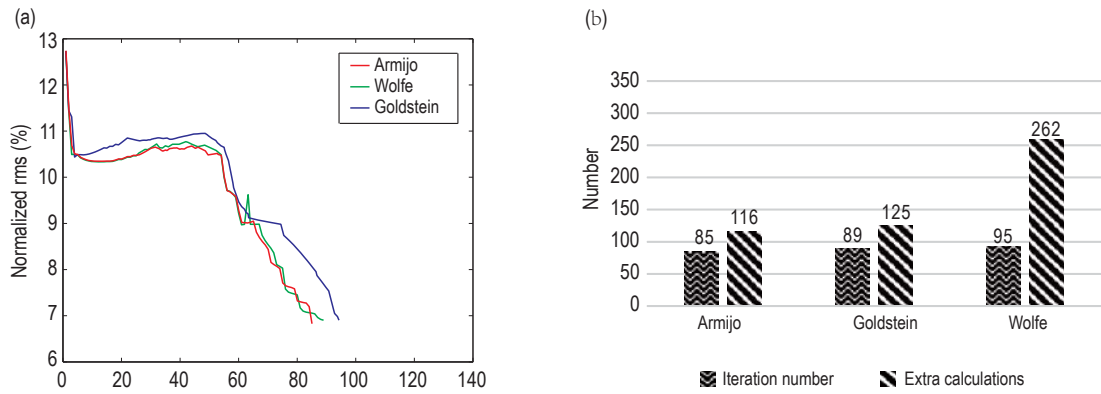 (a)
Normalized rms (%)
13
12
11
10
9
8
7
6
0 20 40 60 80 100 120 140
Armijo
Wolfe
Goldstein
(b)
Number
350
300
250
200
150
100
50
0
85 116 89 125 95 262
Armijo Goldstein Wolfe
Iteration number Extra calculations